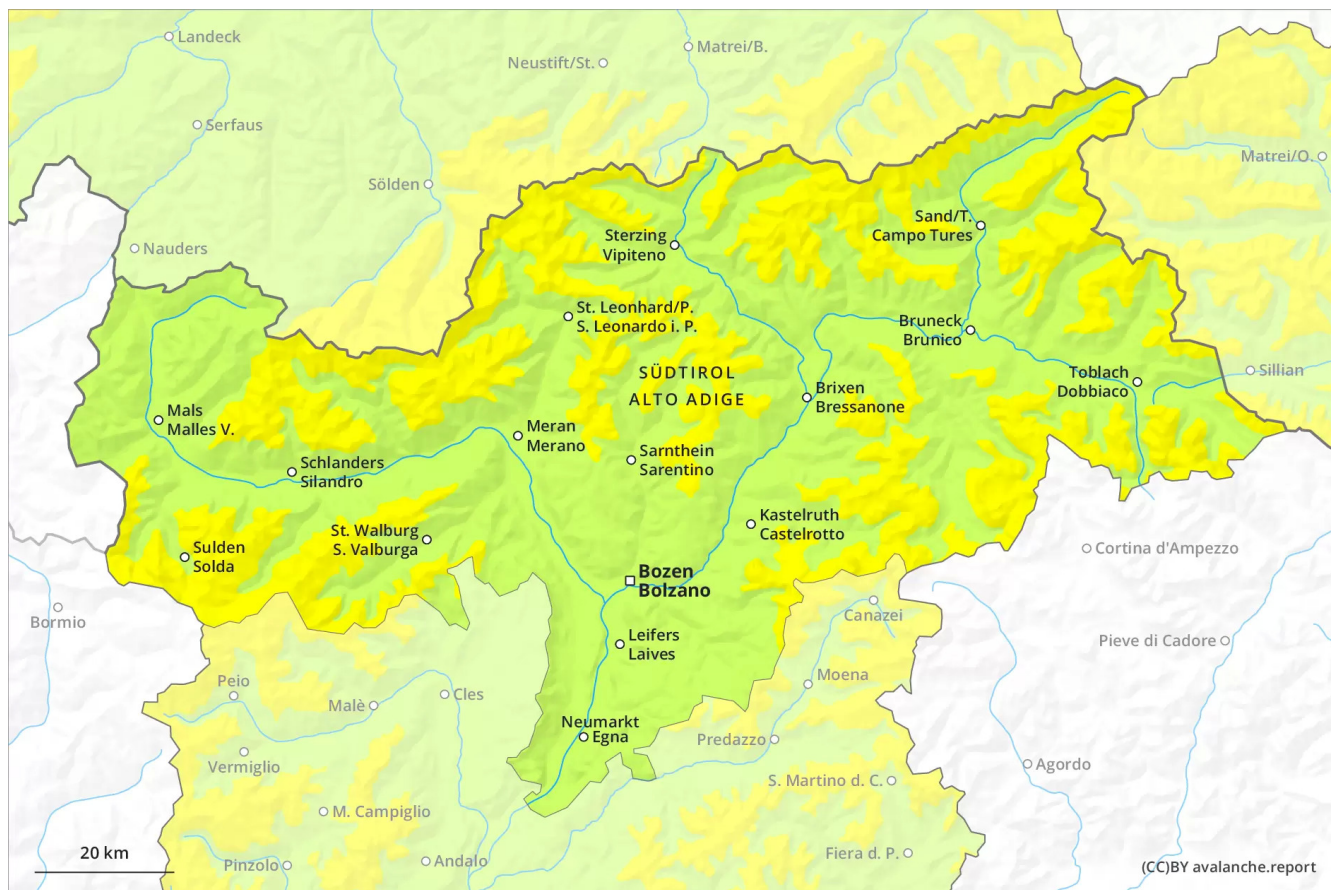 Landeck
Matrei/B.
Neustift/St.
Serfaus
Matrei/O.
Sölden
Sand/T.
Campo Tures
Sterzing
Vipiteno
Nauders
St. Leonhard/P.
S. Leonardo i. P.
Bruneck
Brunico
SÜDTIROL
ALTO ADIGE
Toblach
Dobbiaco
Sillian
Brixen
Bressanone
Mals
Malles V.
Meran
Merano
Schlanders
Silandro
Sarnthein
Sarentino
Kastelruth
Castelrotto
St. Walburg
S. Valburga
Sulden
Solda
Cortina d'Ampezzo
Bozen
Bolzano
Bormio
Canazei
Leifers
Laives
Pieve di Cadore
Peio
Moena
Malè
Cles
Neumarkt
Egna
Predazzo
Vermiglio
Agordo
S. Martino d. C.
M. Campiglio
20 km
Pinzolo
Andalo
Fiera d. P.
(CC)BY avalanche.report